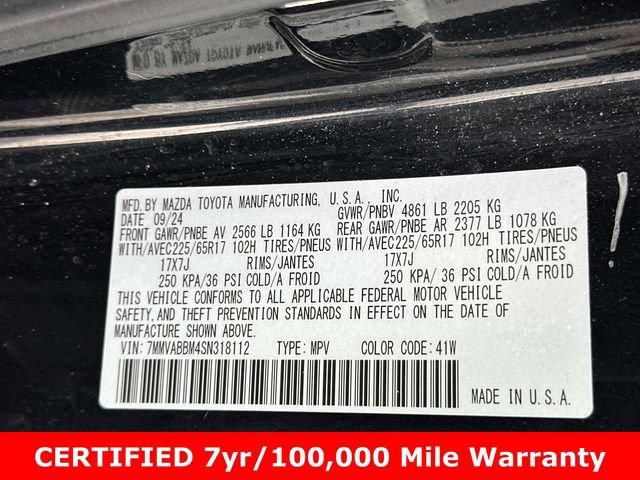 MFD. BY MAZDA TOYOTA MANUFACTURING, U.S.A. INC.
DATE 09/24 GVWR/PNBV 4861 LB 2205 KG
FRONT GAWR/PNBE AV 2566 LB 1164 KG REAR GAWR/PNBE AR 2377 LB 1078 KG
WITH/AVEC225/65R17 102H TIRES/PNEUS WITH/AVEC225/65R17 102H TIRES/PNEUS
17X7J RIMS/JANTES 17X7J RIMS/JANTES
250 KPA/36 PSI COLD/A FROID 250 KPA/ 36 PSI COLD/A FROID
THIS VEHICLE CONFORMS TO ALL APPLICABLE FEDERAL MOTOR VEHICLE
SAFETY, AND THEFT PREVENTION STANDARDS IN EFFECT ON THE DATE OF
MANUFACTURE SHOWN ABOVE.
VIN: 7MMVABBM4SN318112 TYPE: MPV COLOR CODE: 41W
MADE IN U.S.A.
CERTIFIED 7yr/100,000 Mile Warranty